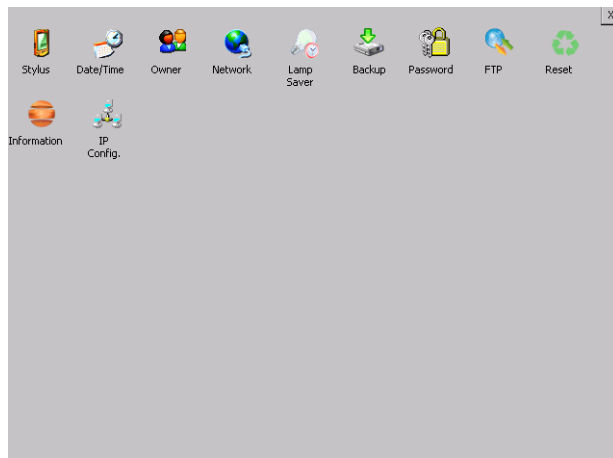 X
Stylus
Date/Time
Owner
Network
Lamp
Saver
Backup
Password
FTP
Reset
Information
IP
Config.